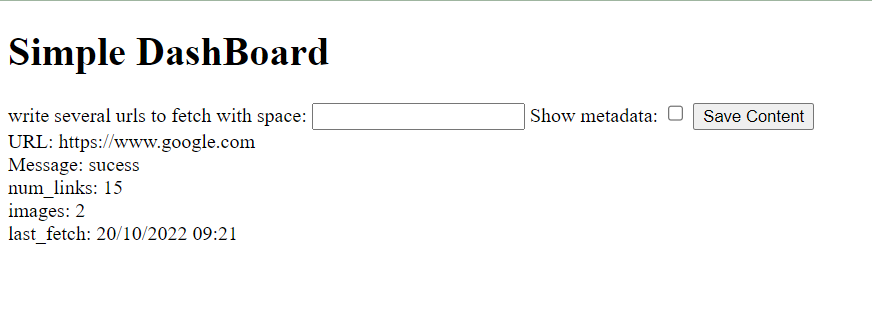 Simple DashBoard
write several urls to fetch with space: Show metadata: Save Content
URL: https://www.google.com
Message: sucess
num_links: 15
images: 2
last_fetch: 20/10/2022 09:21